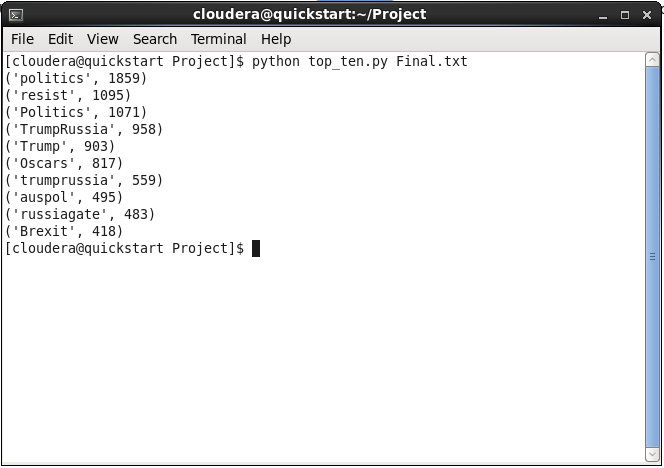 cloudera@quickstart:~/Project
File Edit View Search Terminal Help
[cloudera@quickstart Project]$ python top_ten.py Final.txt
('politics', 1859)
('resist', 1095)
('Politics', 1071)
('TrumpRussia', 958)
('Trump', 903)
('Oscars', 817)
('trumprussia', 559)
('auspol', 495)
('russiagate', 483)
('Brexit', 418)
[cloudera@quickstart Project]$